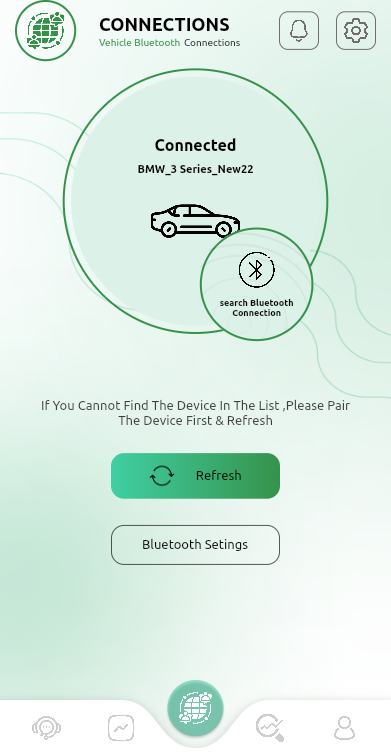 CONNECTIONS
Vehicle Bluetooth Connections
Connected
BMW_3 Series_New22
search Bluetooth
Connection
If You Cannot Find The Device In The List ,Please Pair
The Device First & Refresh
Refresh
Bluetooth Setings